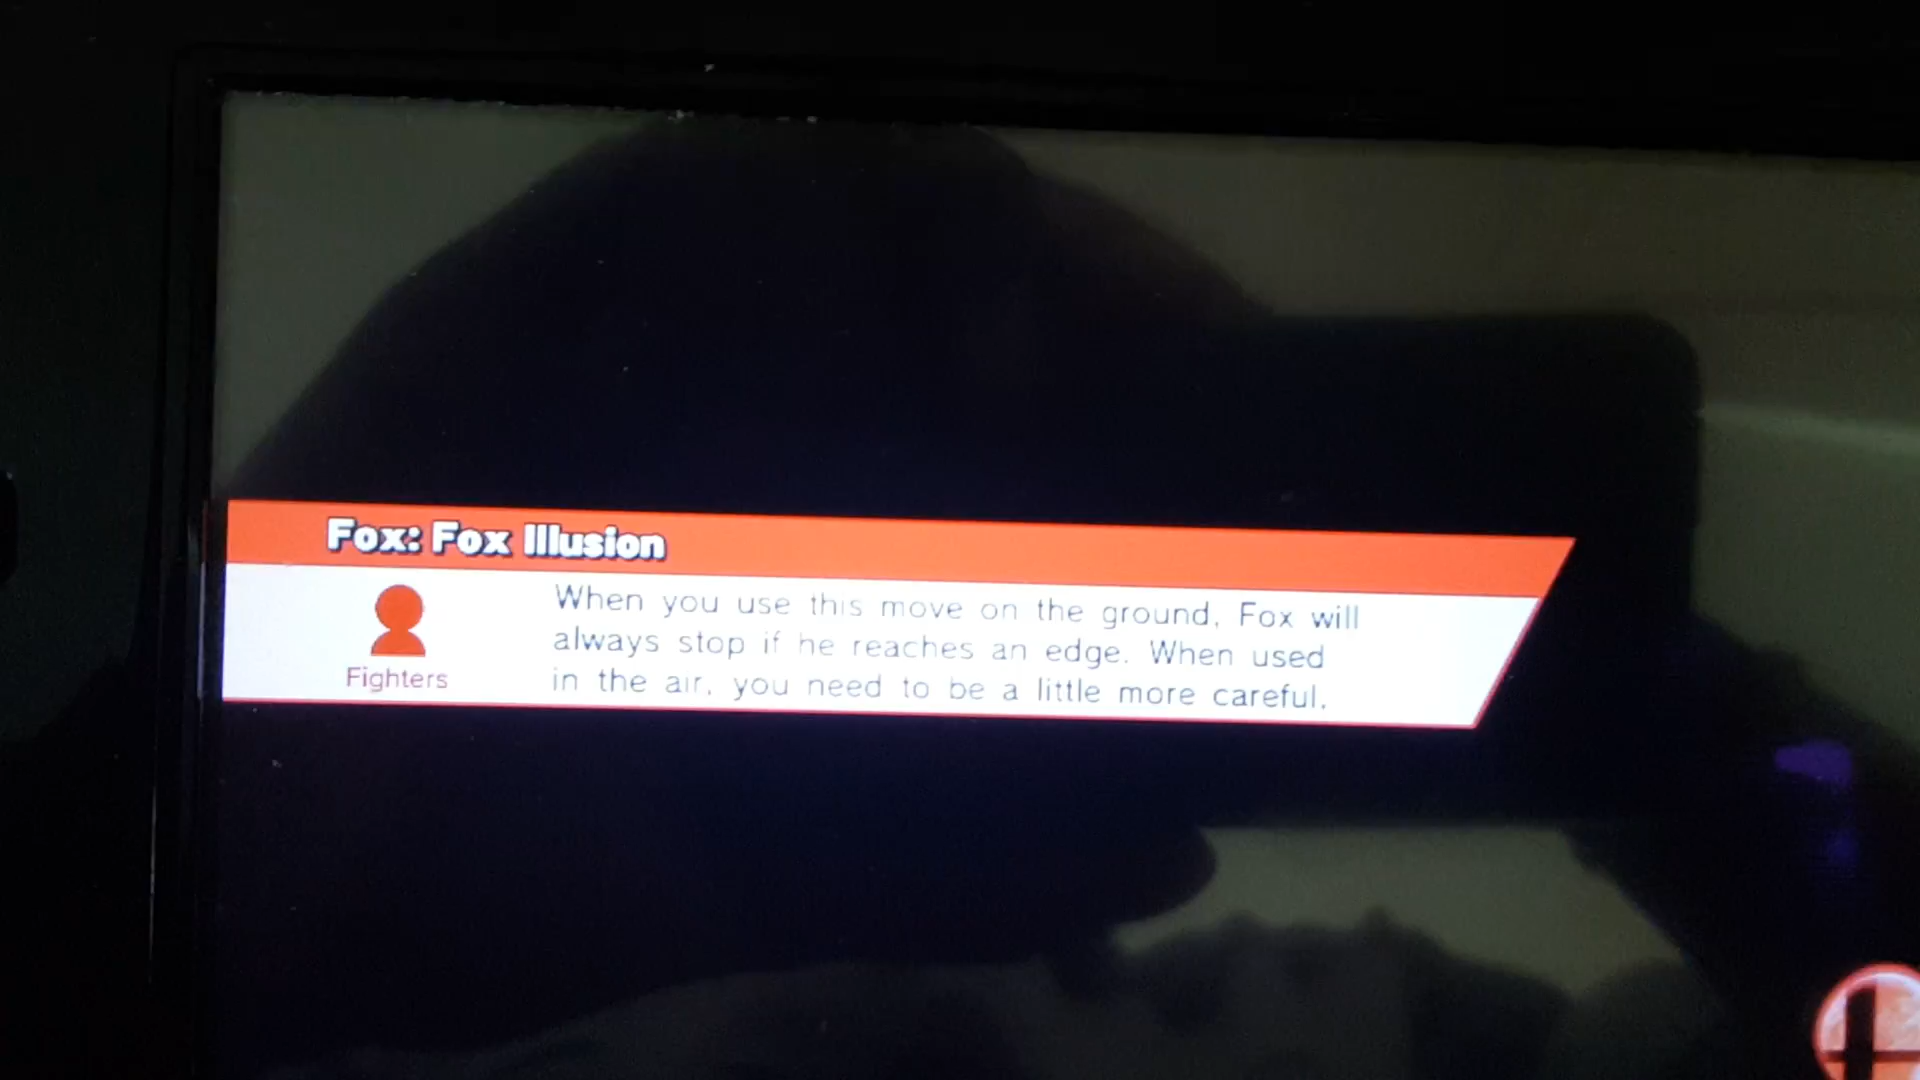 Fox: Fox Illusion
When you use this move on the ground, Fox will
always stop if he reaches an edge. When used
in the air, you need to be a little more careful.
Fighters